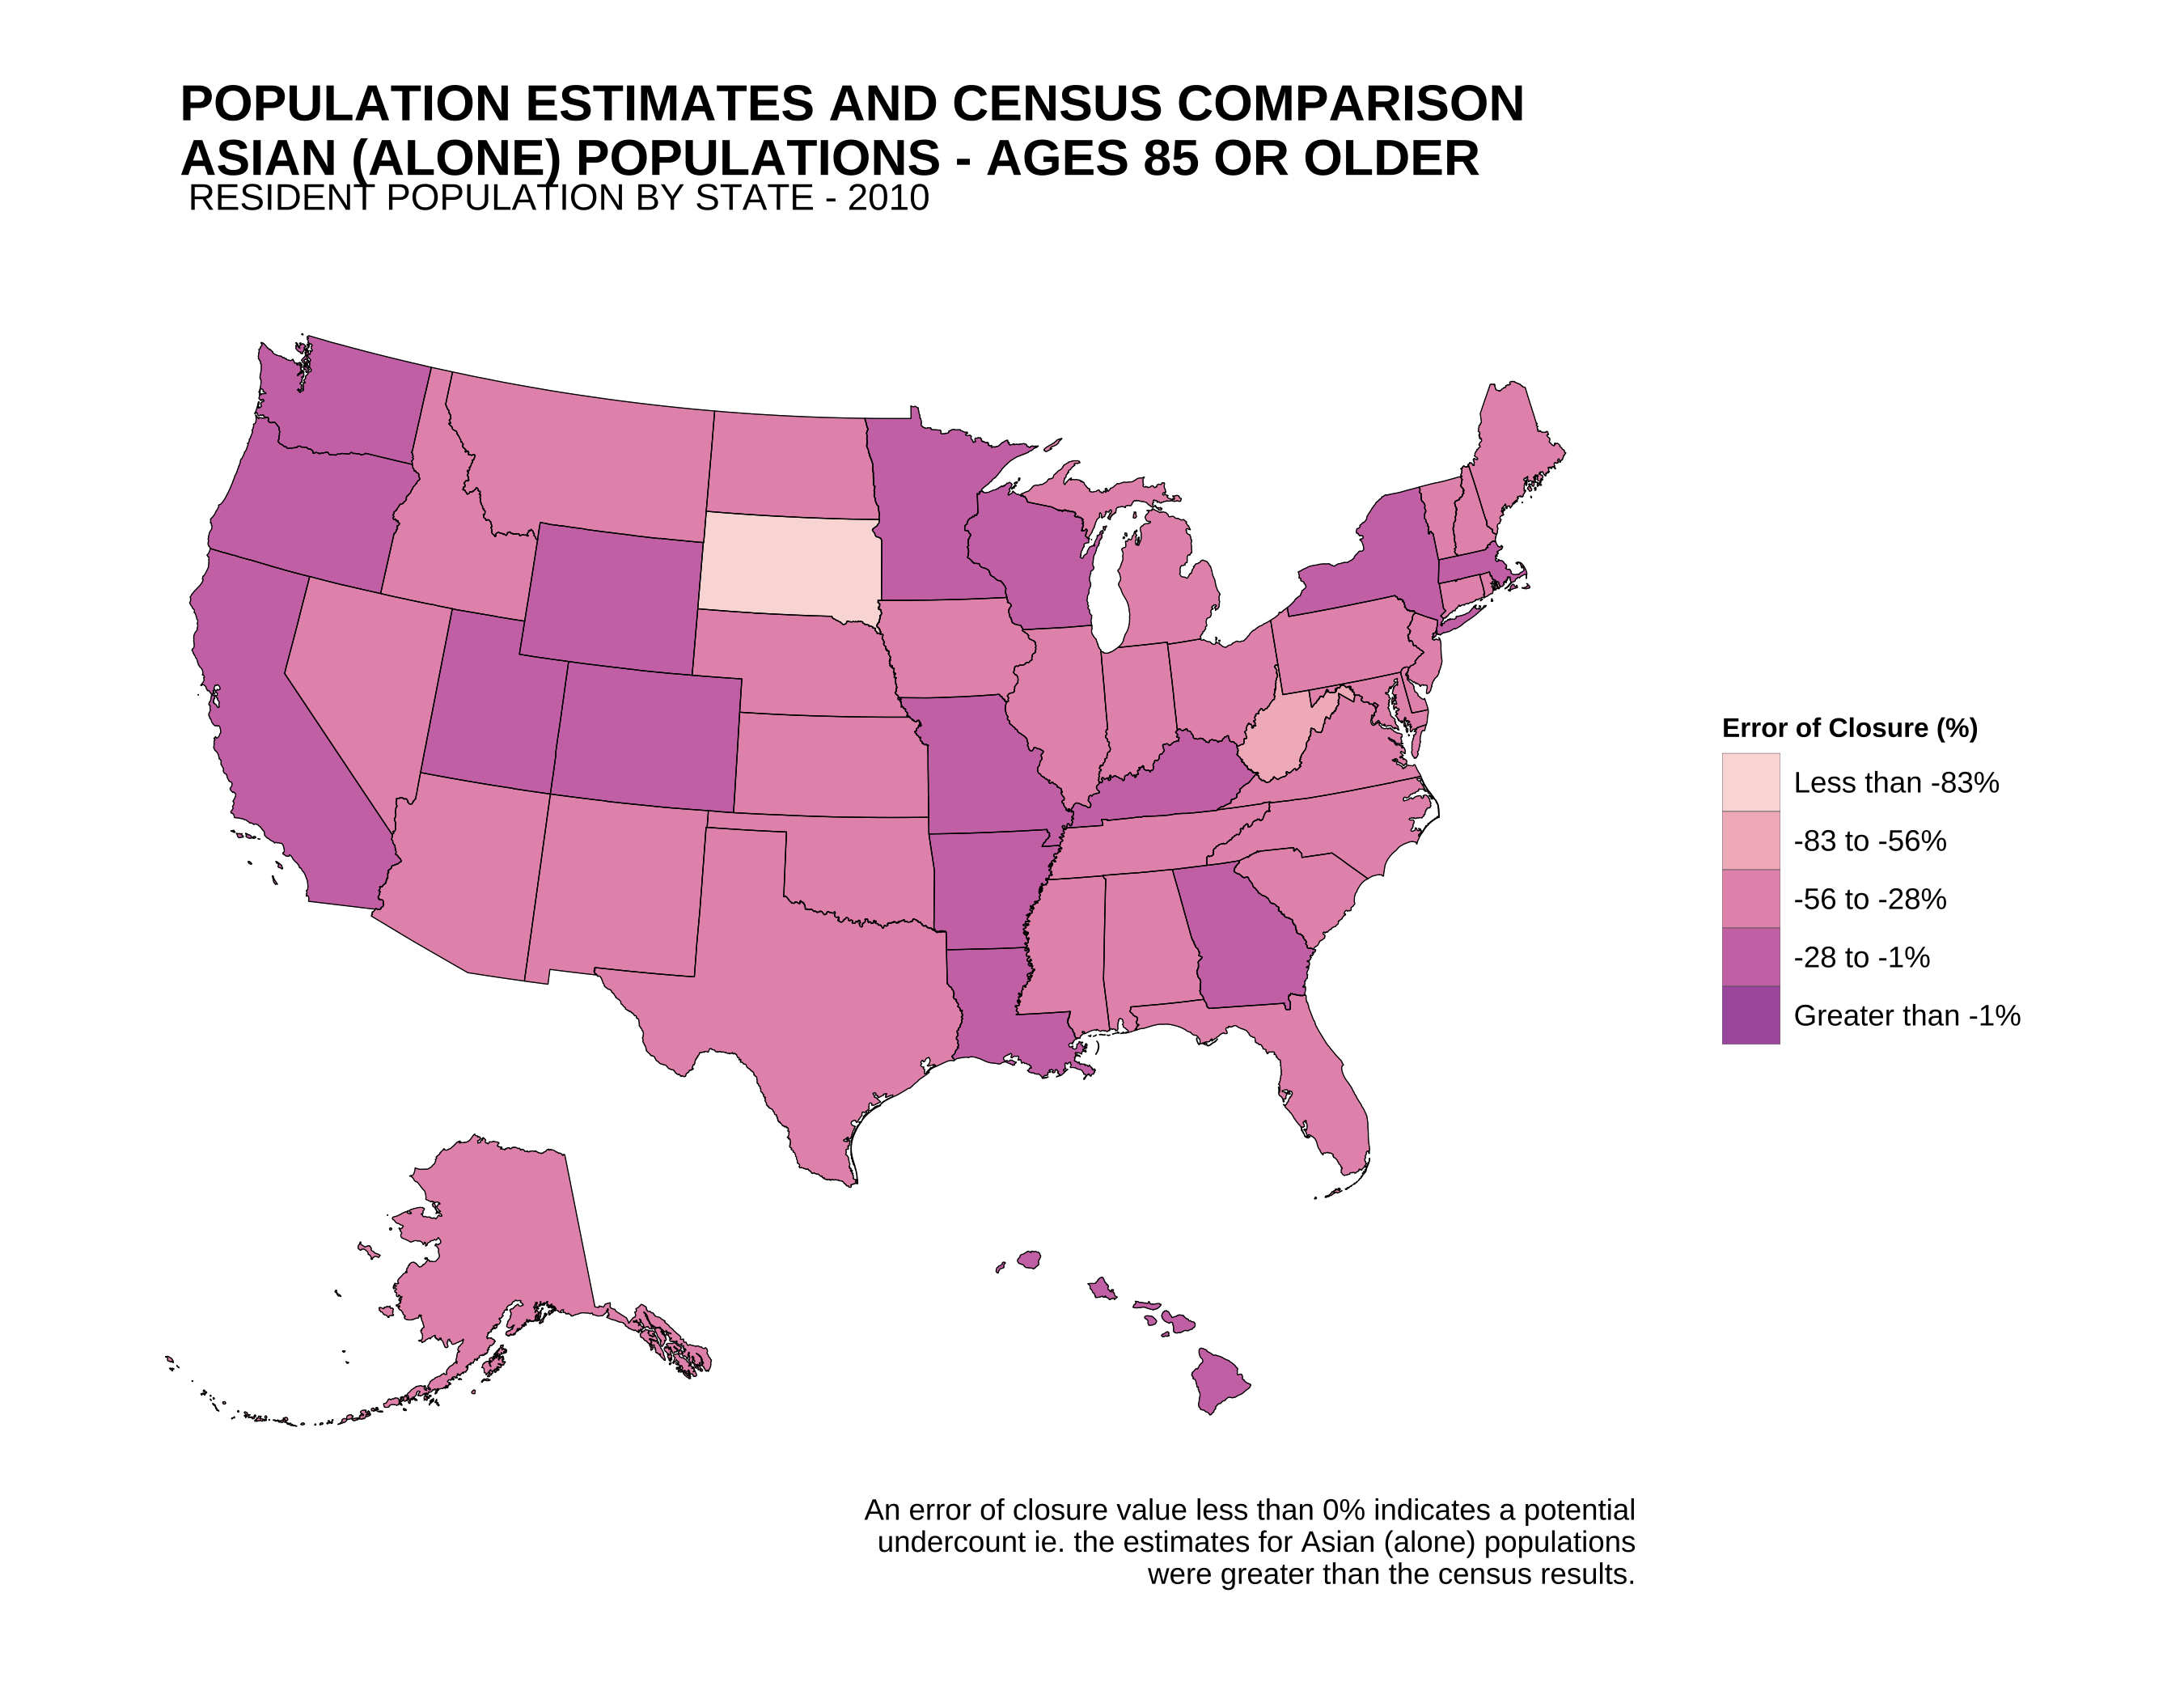 POPULATION ESTIMATES AND CENSUS COMPARISON
ASIAN (ALONE) POPULATIONS - AGES 85 OR OLDER
RESIDENT POPULATION BY STATE - 2010
Error of Closure (%)
Less than -83%
-83 to -56%
-56 to -28%
-28 to -1%
Greater than -1%
An error of closure value less than 0% indicates a potential
undercount ie. the estimates for Asian (alone) populations
were greater than the census results.